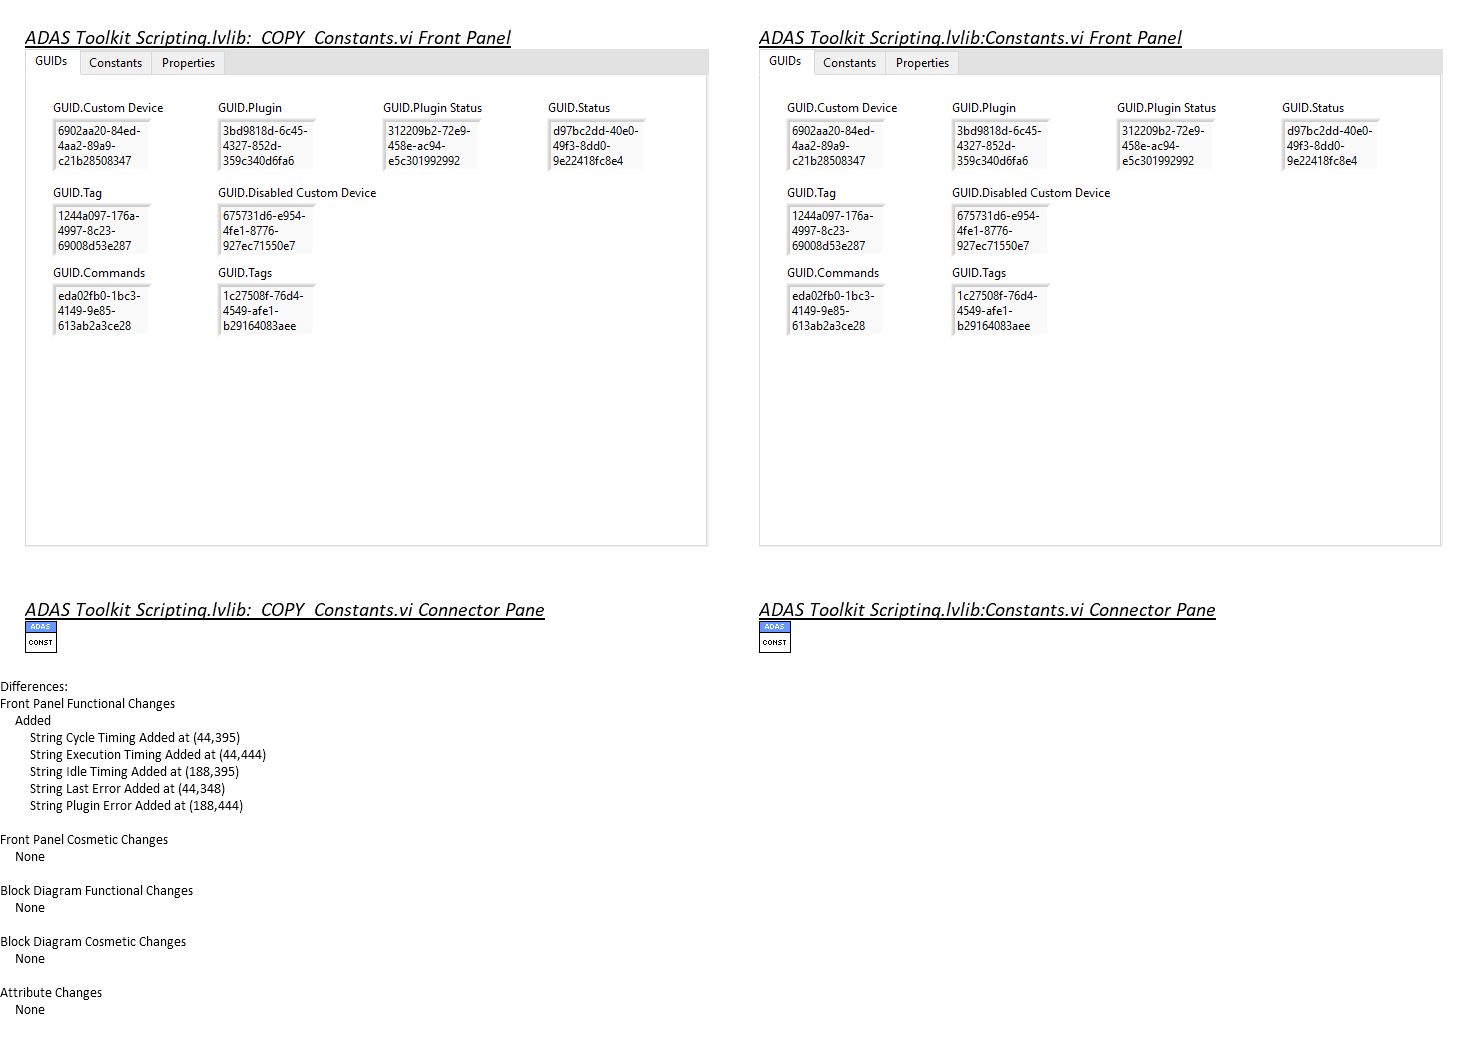 ADAS Toolkit Scripting.lvlib:_COPY_Constants.vi Front Panel
GUIDs Constants Properties
GUID.Custom Device GUID.Plugin GUID.Plugin Status GUID.Status
6902aa20-84ed- 3bd9818d-6c45- 312209b2-72e9- d97bc2dd-40e0-
4aa2-89a9- 4327-852d- 458e-ac94- 49f3-8dd0-
c21b28508347 359c340d6fa6 e5c301992992 9e22418fc8e4
GUID.Tag GUID.Disabled Custom Device
1244a097-176a- 675731d6-e954-
4997-8c23- 4fe1-8776-
69008d53e287 927ec71550e7
GUID.Commands GUID.Tags
eda02fb0-1bc3- 1c27508f-76d4-
4149-9e85- 4549-afe1-
613ab2a3ce28 b29164083aee
ADAS Toolkit Scripting.lvlib:Constants.vi Front Panel
GUIDs Constants Properties
GUID.Custom Device GUID.Plugin GUID.Plugin Status GUID.Status
6902aa20-84ed- 3bd9818d-6c45- 312209b2-72e9- d97bc2dd-40e0-
4aa2-89a9- 4327-852d- 458e-ac94- 49f3-8dd0-
c21b28508347 359c340d6fa6 e5c301992992 9e22418fc8e4
GUID.Tag GUID.Disabled Custom Device
1244a097-176a- 675731d6-e954-
4997-8c23- 4fe1-8776-
69008d53e287 927ec71550e7
GUID.Commands GUID.Tags
eda02fb0-1bc3- 1c27508f-76d4-
4149-9e85- 4549-afe1-
613ab2a3ce28 b29164083aee
ADAS Toolkit Scripting.lvlib:_COPY_Constants.vi Connector Pane
ADAS
CONST
ADAS Toolkit Scripting.lvlib:Constants.vi Connector Pane
ADAS
CONST
Differences:
Front Panel Functional Changes
Added
String Cycle Timing Added at (44,395)
String Execution Timing Added at (44,444)
String Idle Timing Added at (188,395)
String Last Error Added at (44,348)
String Plugin Error Added at (188,444)
Front Panel Cosmetic Changes
None
Block Diagram Functional Changes
None
Block Diagram Cosmetic Changes
None
Attribute Changes
None